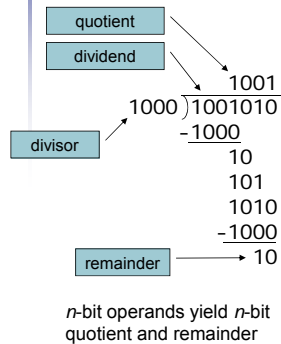 quotient
dividend
1001
1000 )1001010
divisor
-1000
10
101
1010
-1000
remainder
10
n-bit operands yield n-bit
quotient and remainder